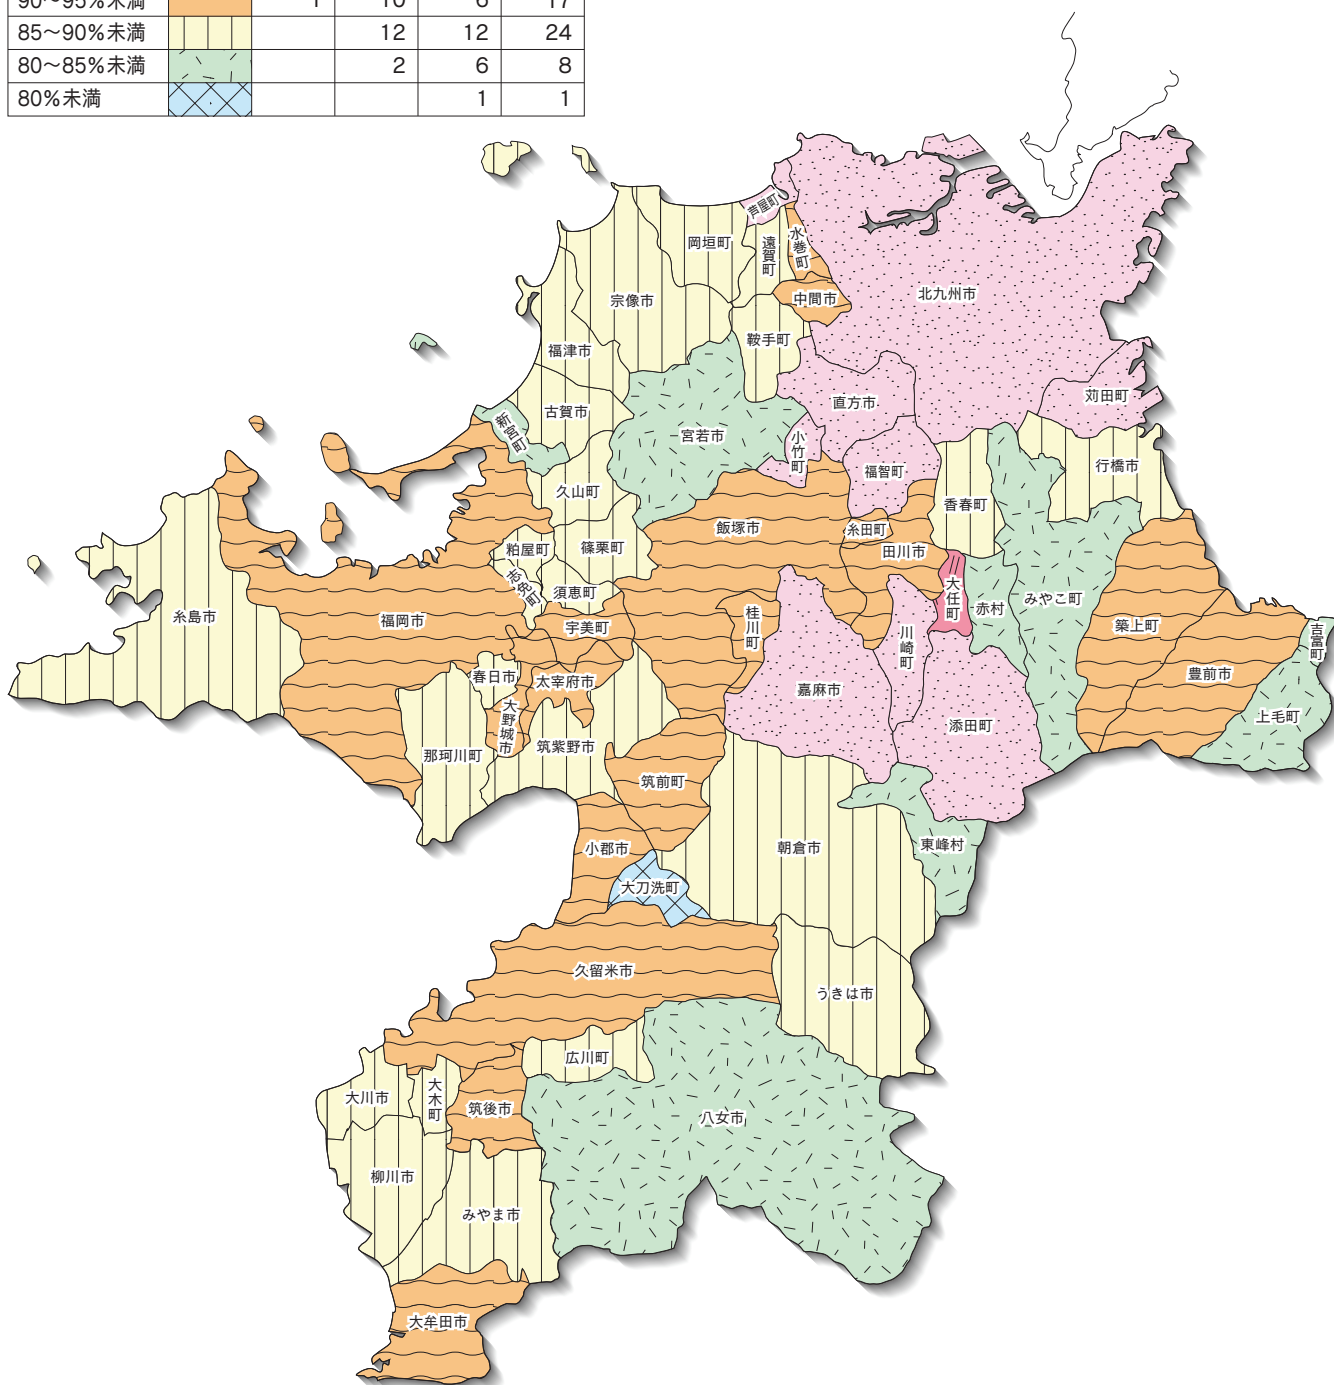 90〜95%未満 1 10 6 17
85〜90%未満 12 12 24
80〜85%未満 2 6 8
80%未満 1 1
芦屋町
岡垣町
遠賀町
水巻町
北九州市
中間市
宗像市
鞍手町
福津市
苅田町
直方市
古賀市
新宮町
宮若市
小竹町
行橋市
福智町
久山町
香春町
飯塚市
糸田町
粕屋町
篠栗町
田川市
志免町
須恵町
大任町
赤村
みやこ町
糸島市
福岡市
宇美町
桂川町
川崎町
築上町
吉富町
春日市
太宰府市
豊前市
嘉麻市
上毛町
大野城市
添田町
筑紫野市
那珂川町
筑前町
小郡市
朝倉市
東峰村
大刀洗町
久留米市
うきは市
広川町
大川市
大木町
筑後市
八女市
柳川市
みやま市
大牟田市